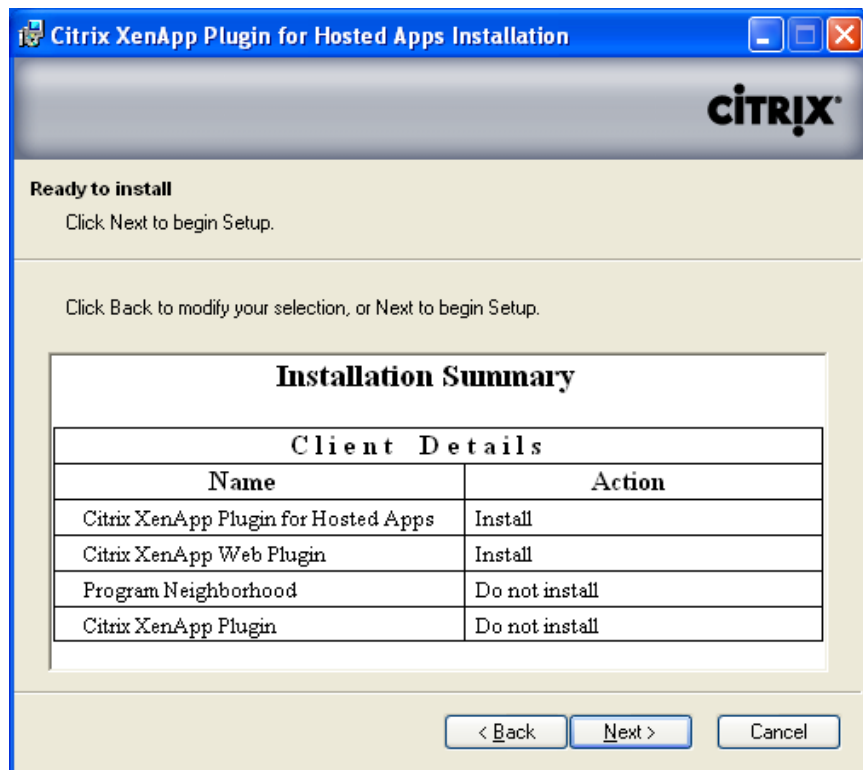 Citrix XenApp Plugin for Hosted Apps Installation
CİTRIX
Ready to install
Click Next to begin Setup.
Click Back to modify your selection, or Next to begin Setup.
Installation Summary
Client Details
Name Action
Citrix XenApp Plugin for Hosted Apps Install
Citrix XenApp Web Plugin Install
Program Neighborhood Do not install
Citrix XenApp Plugin Do not install
< Back Next > Cancel